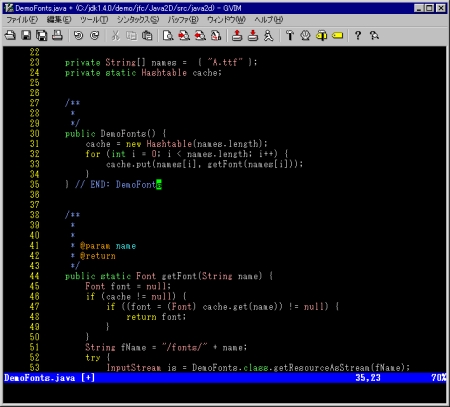 DemoFonts.java + (C:/jdk1.4.0/demo/jfc/Java2D/src/java2d) - GVIM
ファイル(F) 編集(E) ツール(T) シンタックス(S) バッファ(B) ウィンドウ(W) ヘルプ(H)
22
23     private String[] names =  { "A.ttf" };
24     private static Hashtable cache;
25
26
27     /**
28      *
29      */
30     public DemoFonts() {
31         cache = new Hashtable(names.length);
32         for (int i = 0; i < names.length; i++) {
33             cache.put(names[i], getFont(names[i]));
34         }
35     } // END: DemoFonts
36
37
38     /**
39      *
40      *
41      * @param name
42      * @return
43      */
44     public static Font getFont(String name) {
45         Font font = null;
46         if (cache != null) {
47             if ((font = (Font) cache.get(name)) != null) {
48                 return font;
49             }
50         }
51         String fName = "/fonts/" + name;
52         try {
53             InputStream is = DemoFonts.class.getResourceAsStream(fName);
DemoFonts.java [+] 35,23 70%